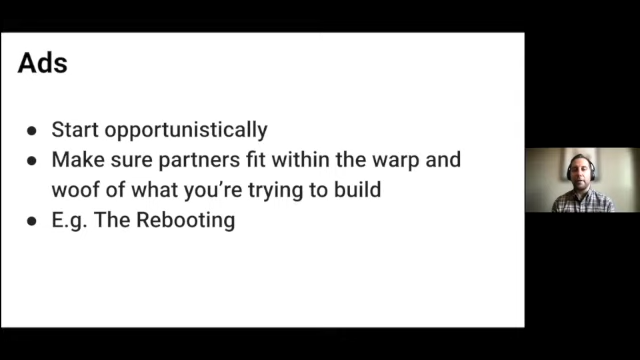 Ads
● Start opportunistically
● Make sure partners fit within the warp and
woof of what you’re trying to build
● E.g. The Rebooting